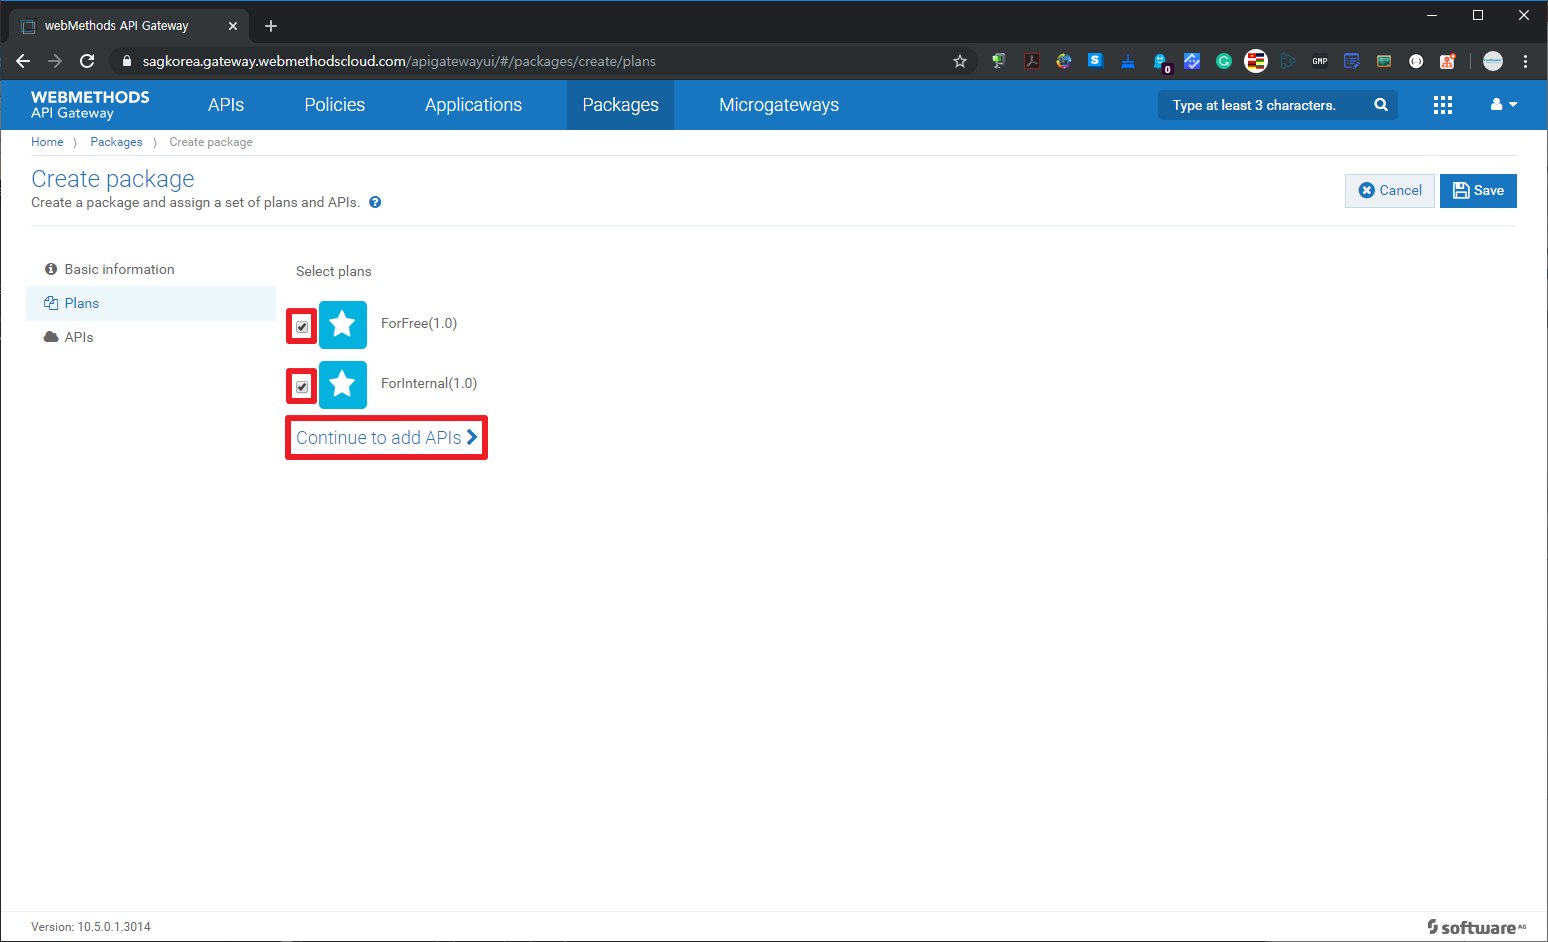 webMethods API Gateway
sagkorea.gateway.webmethodscloud.com/apigatewayui/#/packages/create/plans
S
0
G
GMP
WEBMETHODS
API Gateway
APIs
Policies
Applications
Packages
Microgateways
Type at least 3 characters.
Home
Packages
Create package
Create package
Create a package and assign a set of plans and APIs.
Cancel
Save
Basic information
Plans
APIs
Select plans
ForFree(1.0)
ForInternal(1.0)
Continue to add APIs
Version: 10.5.0.1.3014
software AG